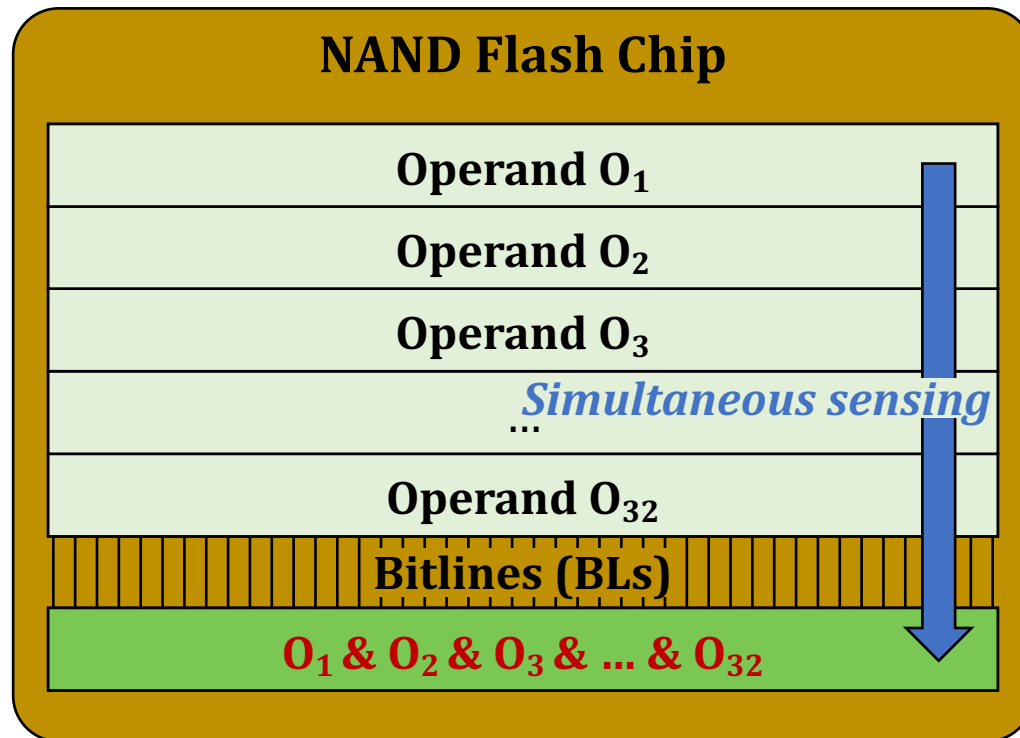 NAND Flash Chip
Operand O₁
Operand O₂
Operand O₃
Simultaneous sensing
...
Operand O₃₂
Bitlines (BLs)
O₁ & O₂ & O₃ & ... & O₃₂